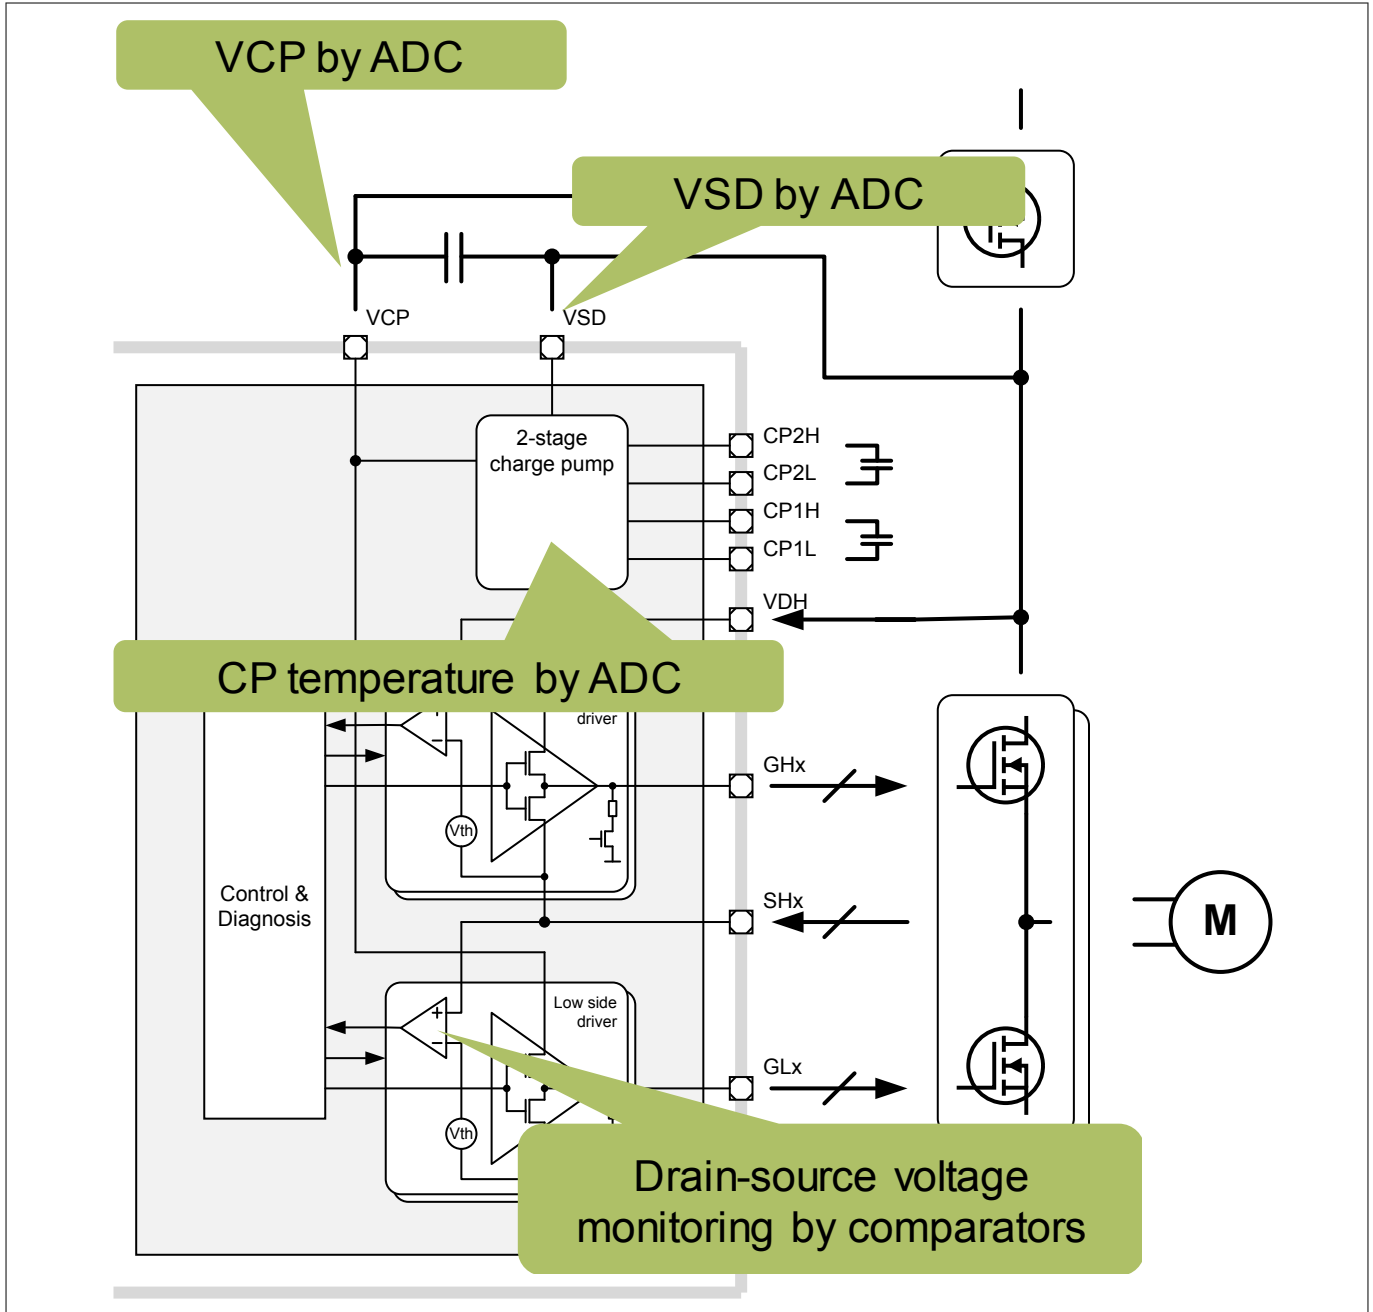 VCP by ADC
VSD by ADC
VCP
VSD
2-stage
charge pump
CP2H
CP2L
CP1H
CP1L
VDH
CP temperature by ADC
driver
+
−
GHx
Vth
Control &
Diagnosis
SHx
M
Low side
driver
+
−
GLx
Vth
Drain-source voltage
monitoring by comparators